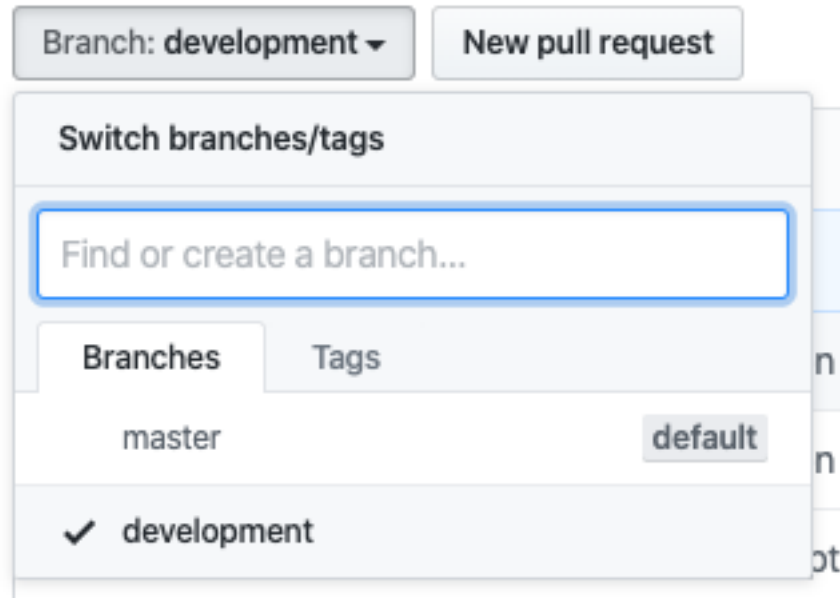 Branch: development
New pull request
Switch branches/tags
Find or create a branch...
Branches
Tags
master
default
development